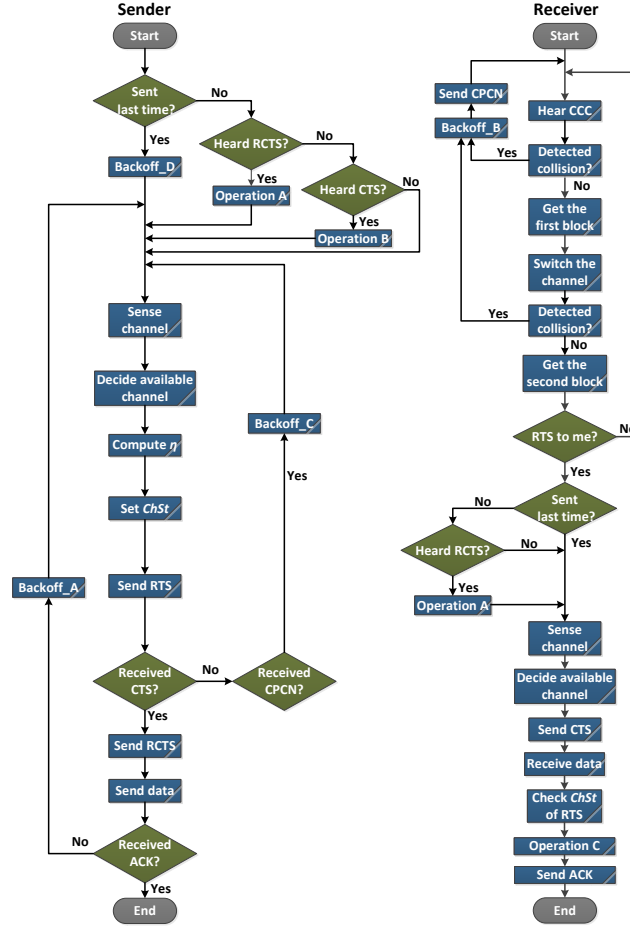 Sender
Start
Sent
last time?
No
Yes
Heard RCTS?
No
Yes
Backoff_D
Operation A
Heard CTS?
No
Yes
Operation B
Sense
channel
Decide available
channel
Compute η
Set ChSt
Send RTS
Backoff_C
Yes
Backoff_A
Received
CTS?
No
Received
CPCN?
Yes
Send RCTS
Send data
Received
ACK?
No
Yes
End
Receiver
Start
Send CPCN
Backoff_B
Hear CCC
Yes
Detected
collision?
No
Get the
first block
Switch the
channel
Yes
Detected
collision?
No
Get the
second block
RTS to me?
No
Yes
Sent
last time?
No
Yes
Heard RCTS?
No
Yes
Operation A
Sense
channel
Decide available
channel
Send CTS
Receive data
Check ChSt
of RTS
Operation C
Send ACK
End